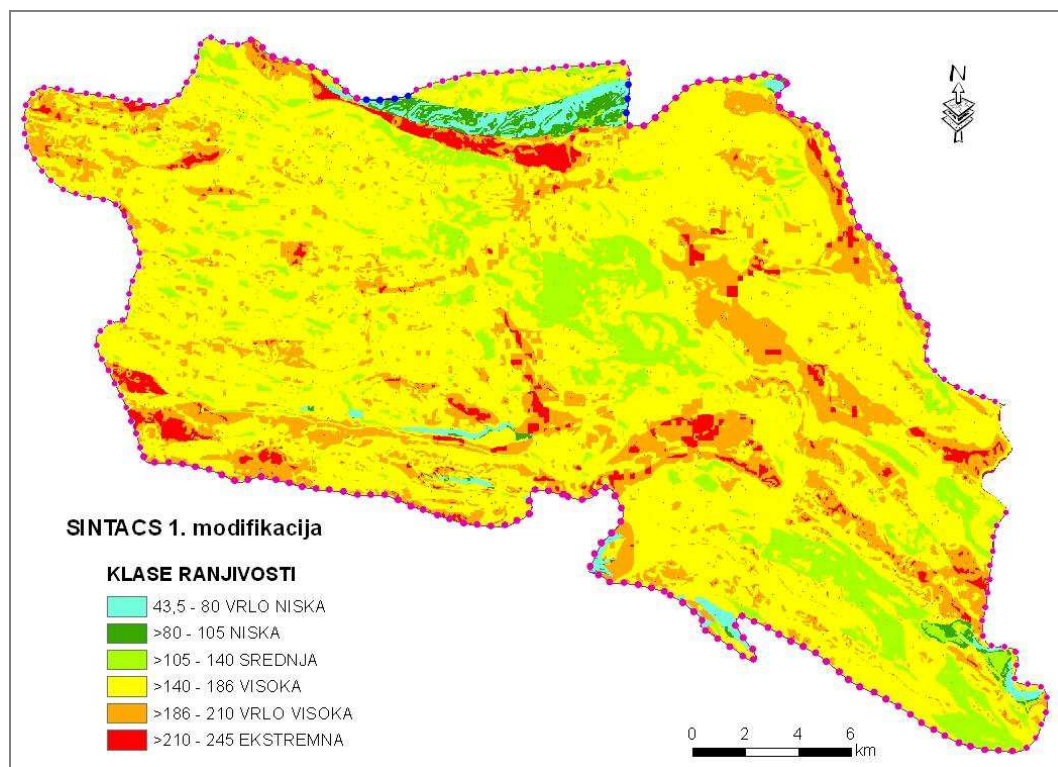 N
SINTACS 1. modifikacija
KLASE RANJIVOSTI
43,5 - 80 VRLO NISKA
>80 - 105 NISKA
>105 - 140 SREDNJA
>140 - 186 VISOKA
>186 - 210 VRLO VISOKA
>210 - 245 EKSTREMNA
0 2 4 6
km